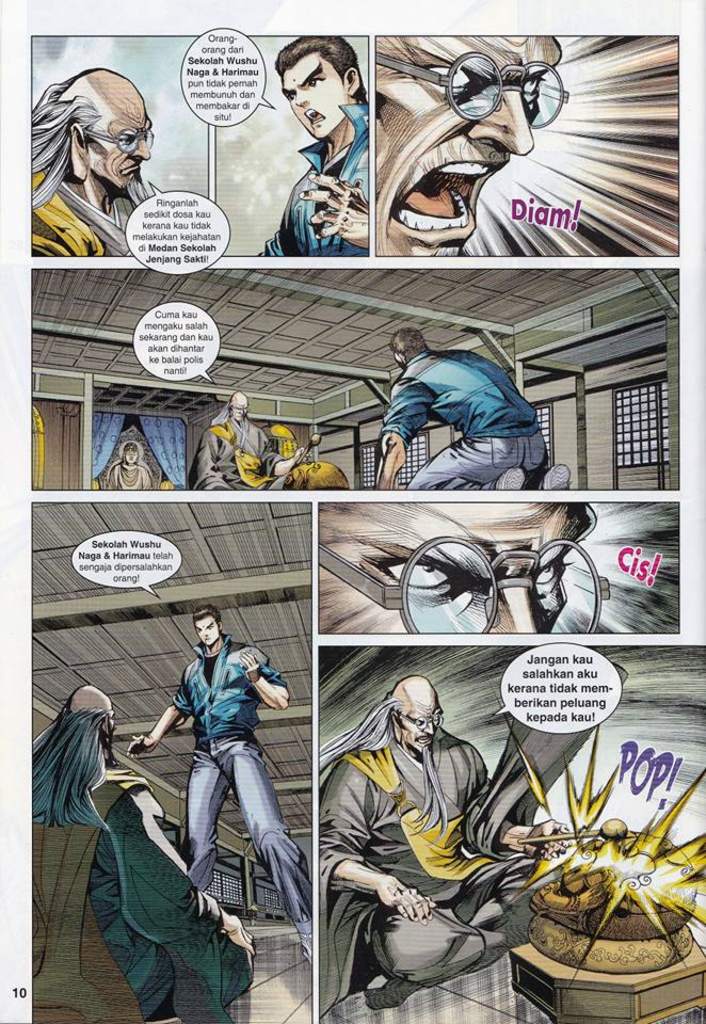 Orang-
orang dari
Sekolah Wushu
Naga & Harimau
pun tidak pernah
membunuh dan
membakar di
situ!
Ringanlah
sedikit dosa kau
kerana kau tidak
melakukan kejahatan
di Medan Sekolah
Jenjang Sakti!
Diam!
Cuma kau
mengaku salah
sekarang dan kau
akan dihantar
ke balai polis
nanti!
Sekolah Wushu
Naga & Harimau telah
sengaja dipersalahkan
orang!
Cis!
Jangan kau
salahkan aku
kerana tidak mem-
berikan peluang
kepada kau!
POP!
10